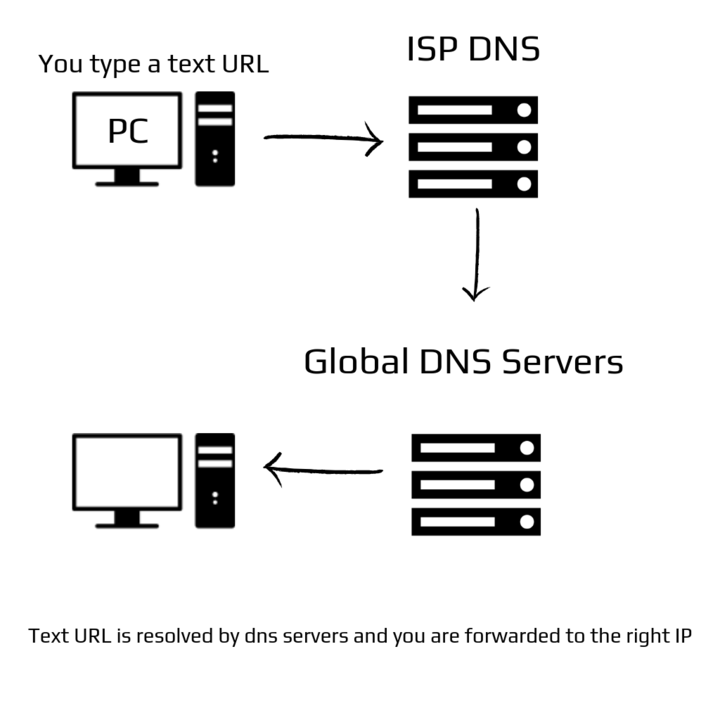 You type a text URL
ISP DNS
PC
Global DNS Servers
Text URL is resolved by dns servers and you are forwarded to the right IP